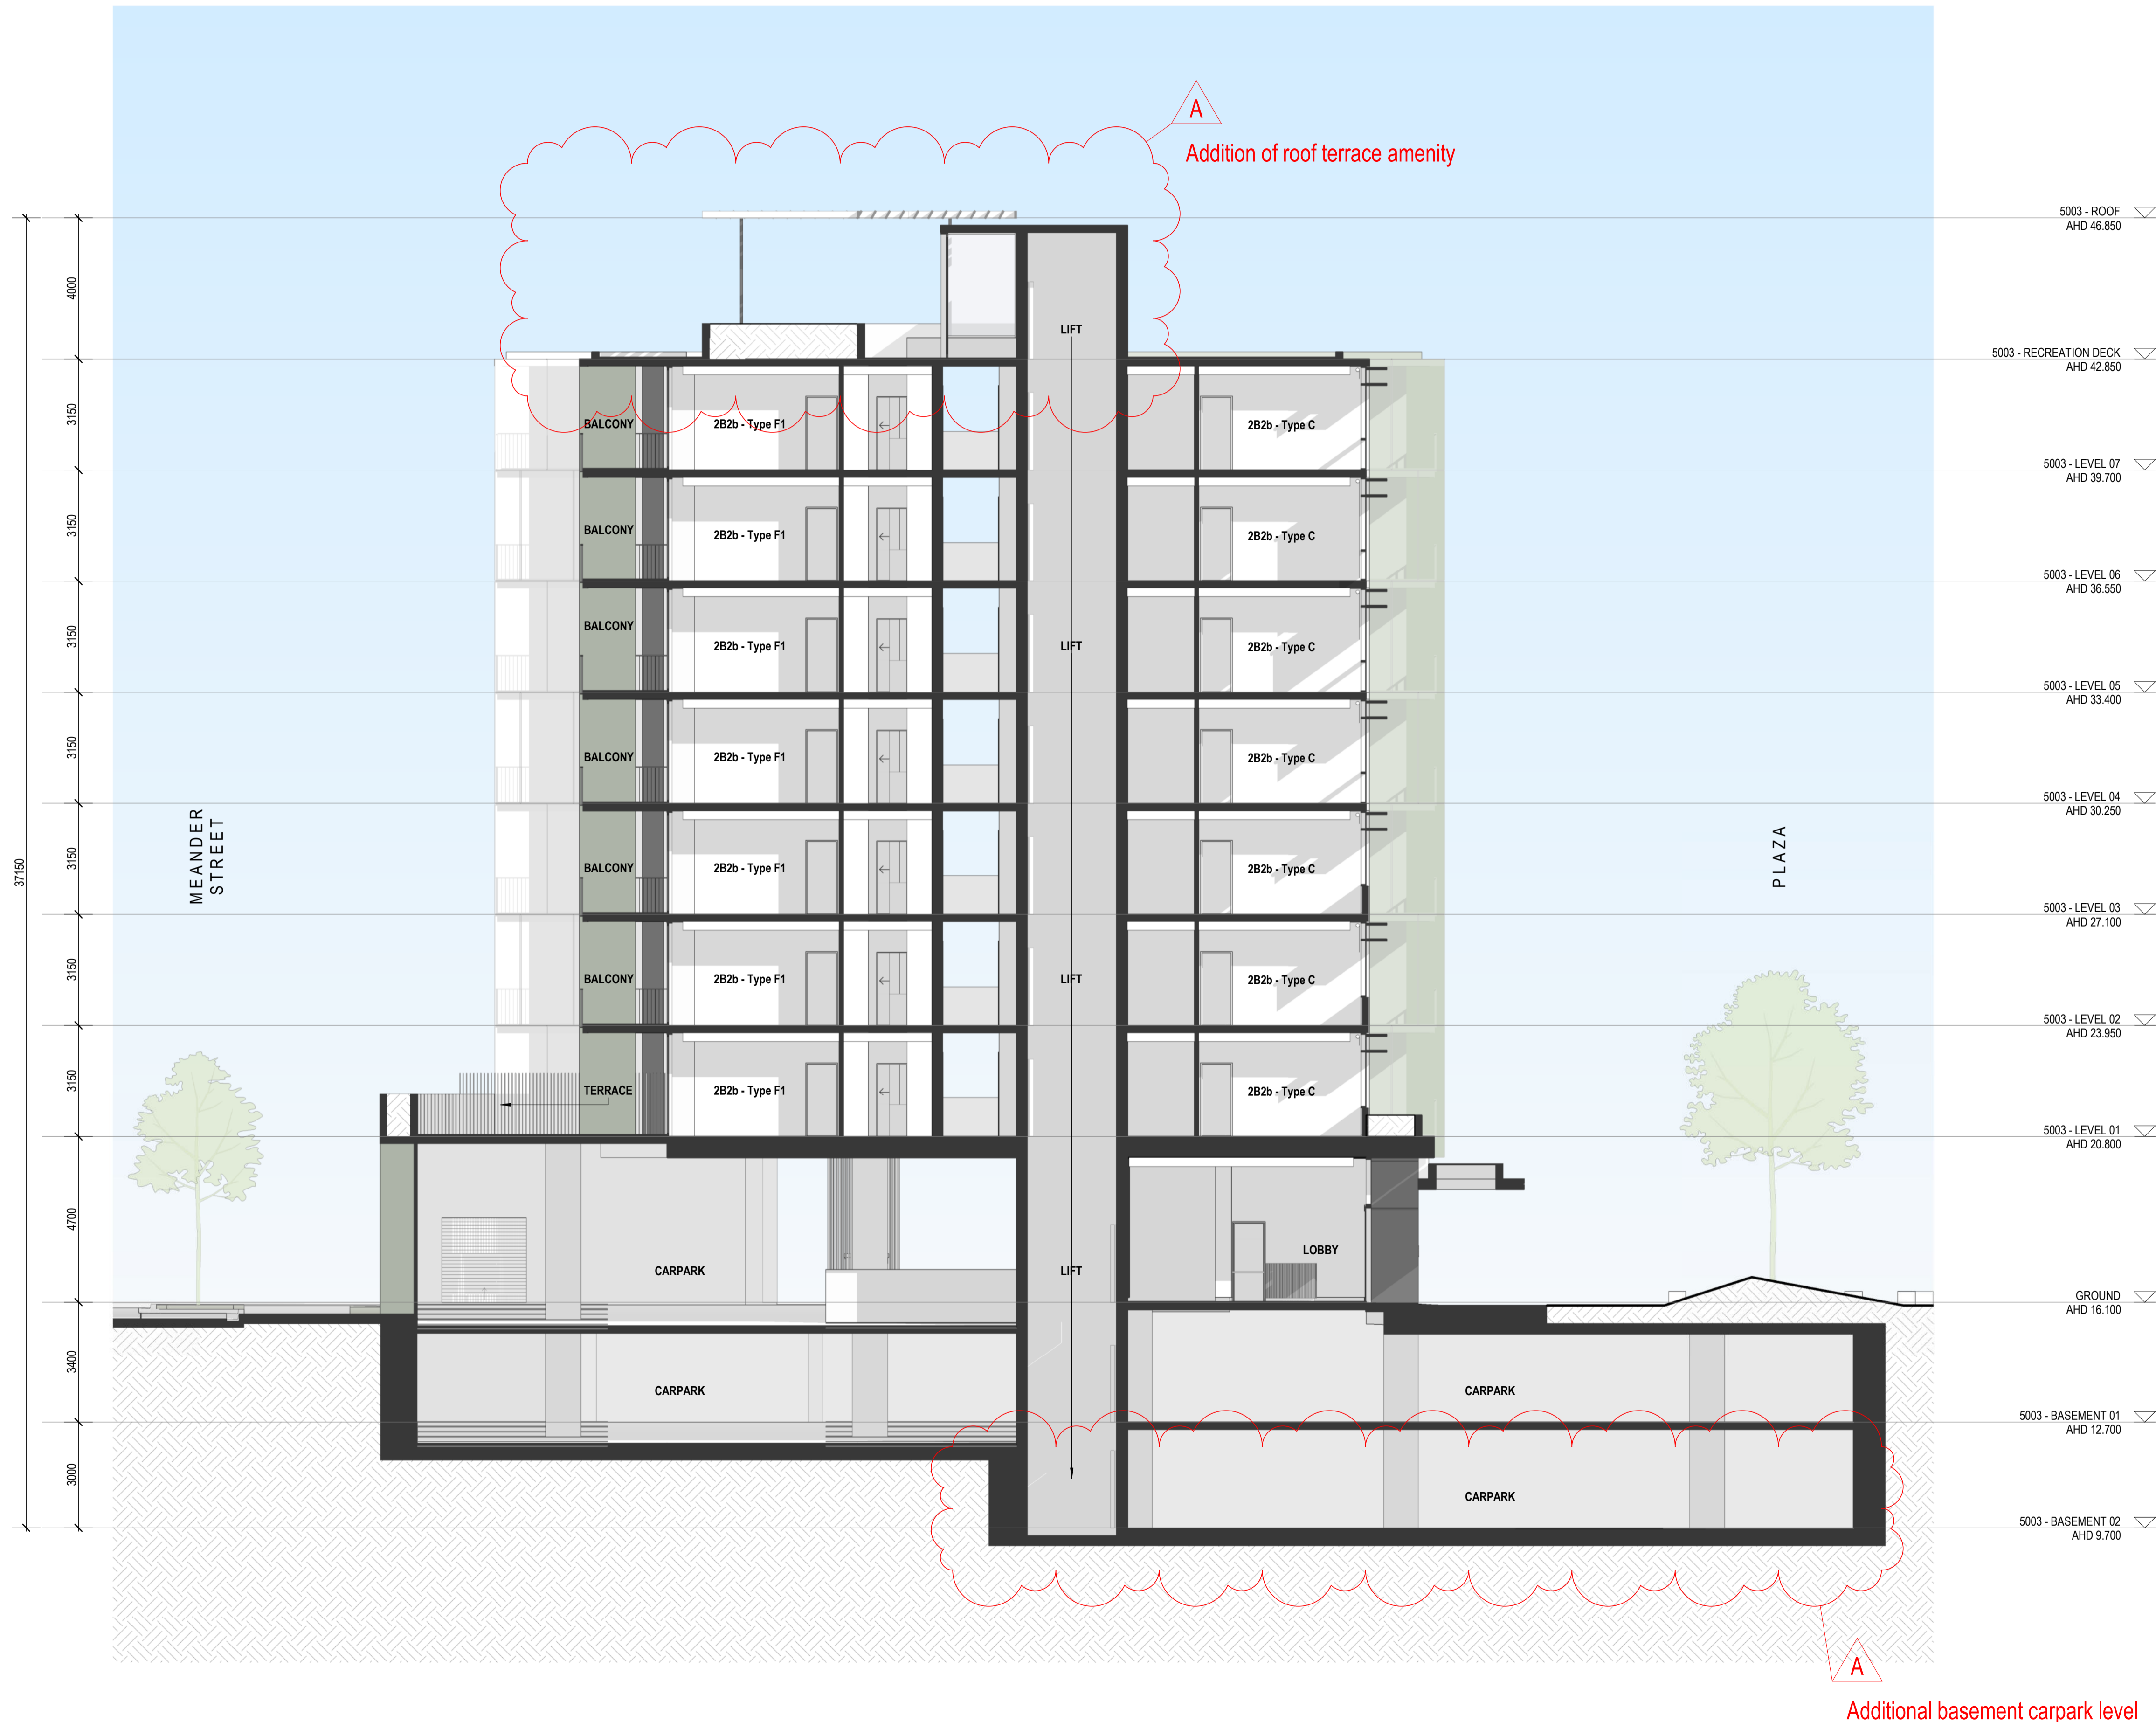 A
Addition of roof terrace amenity
5003 - ROOF
AHD 46.850
4000
LIFT
5003 - RECREATION DECK
AHD 42.850
3150
BALCONY
2B2b - Type F1
2B2b - Type C
5003 - LEVEL 07
AHD 39.700
3150
BALCONY
2B2b - Type F1
2B2b - Type C
5003 - LEVEL 06
AHD 36.550
3150
BALCONY
2B2b - Type F1
LIFT
2B2b - Type C
5003 - LEVEL 05
AHD 33.400
3150
BALCONY
2B2b - Type F1
2B2b - Type C
5003 - LEVEL 04
AHD 30.250
MEANDER
STREET
PLAZA
37150
3150
BALCONY
2B2b - Type F1
2B2b - Type C
5003 - LEVEL 03
AHD 27.100
3150
BALCONY
2B2b - Type F1
LIFT
2B2b - Type C
5003 - LEVEL 02
AHD 23.950
3150
TERRACE
2B2b - Type F1
2B2b - Type C
5003 - LEVEL 01
AHD 20.800
4700
CARPARK
LIFT
LOBBY
GROUND
AHD 16.100
3400
CARPARK
CARPARK
5003 - BASEMENT 01
AHD 12.700
3000
CARPARK
5003 - BASEMENT 02
AHD 9.700
A
Additional basement carpark level